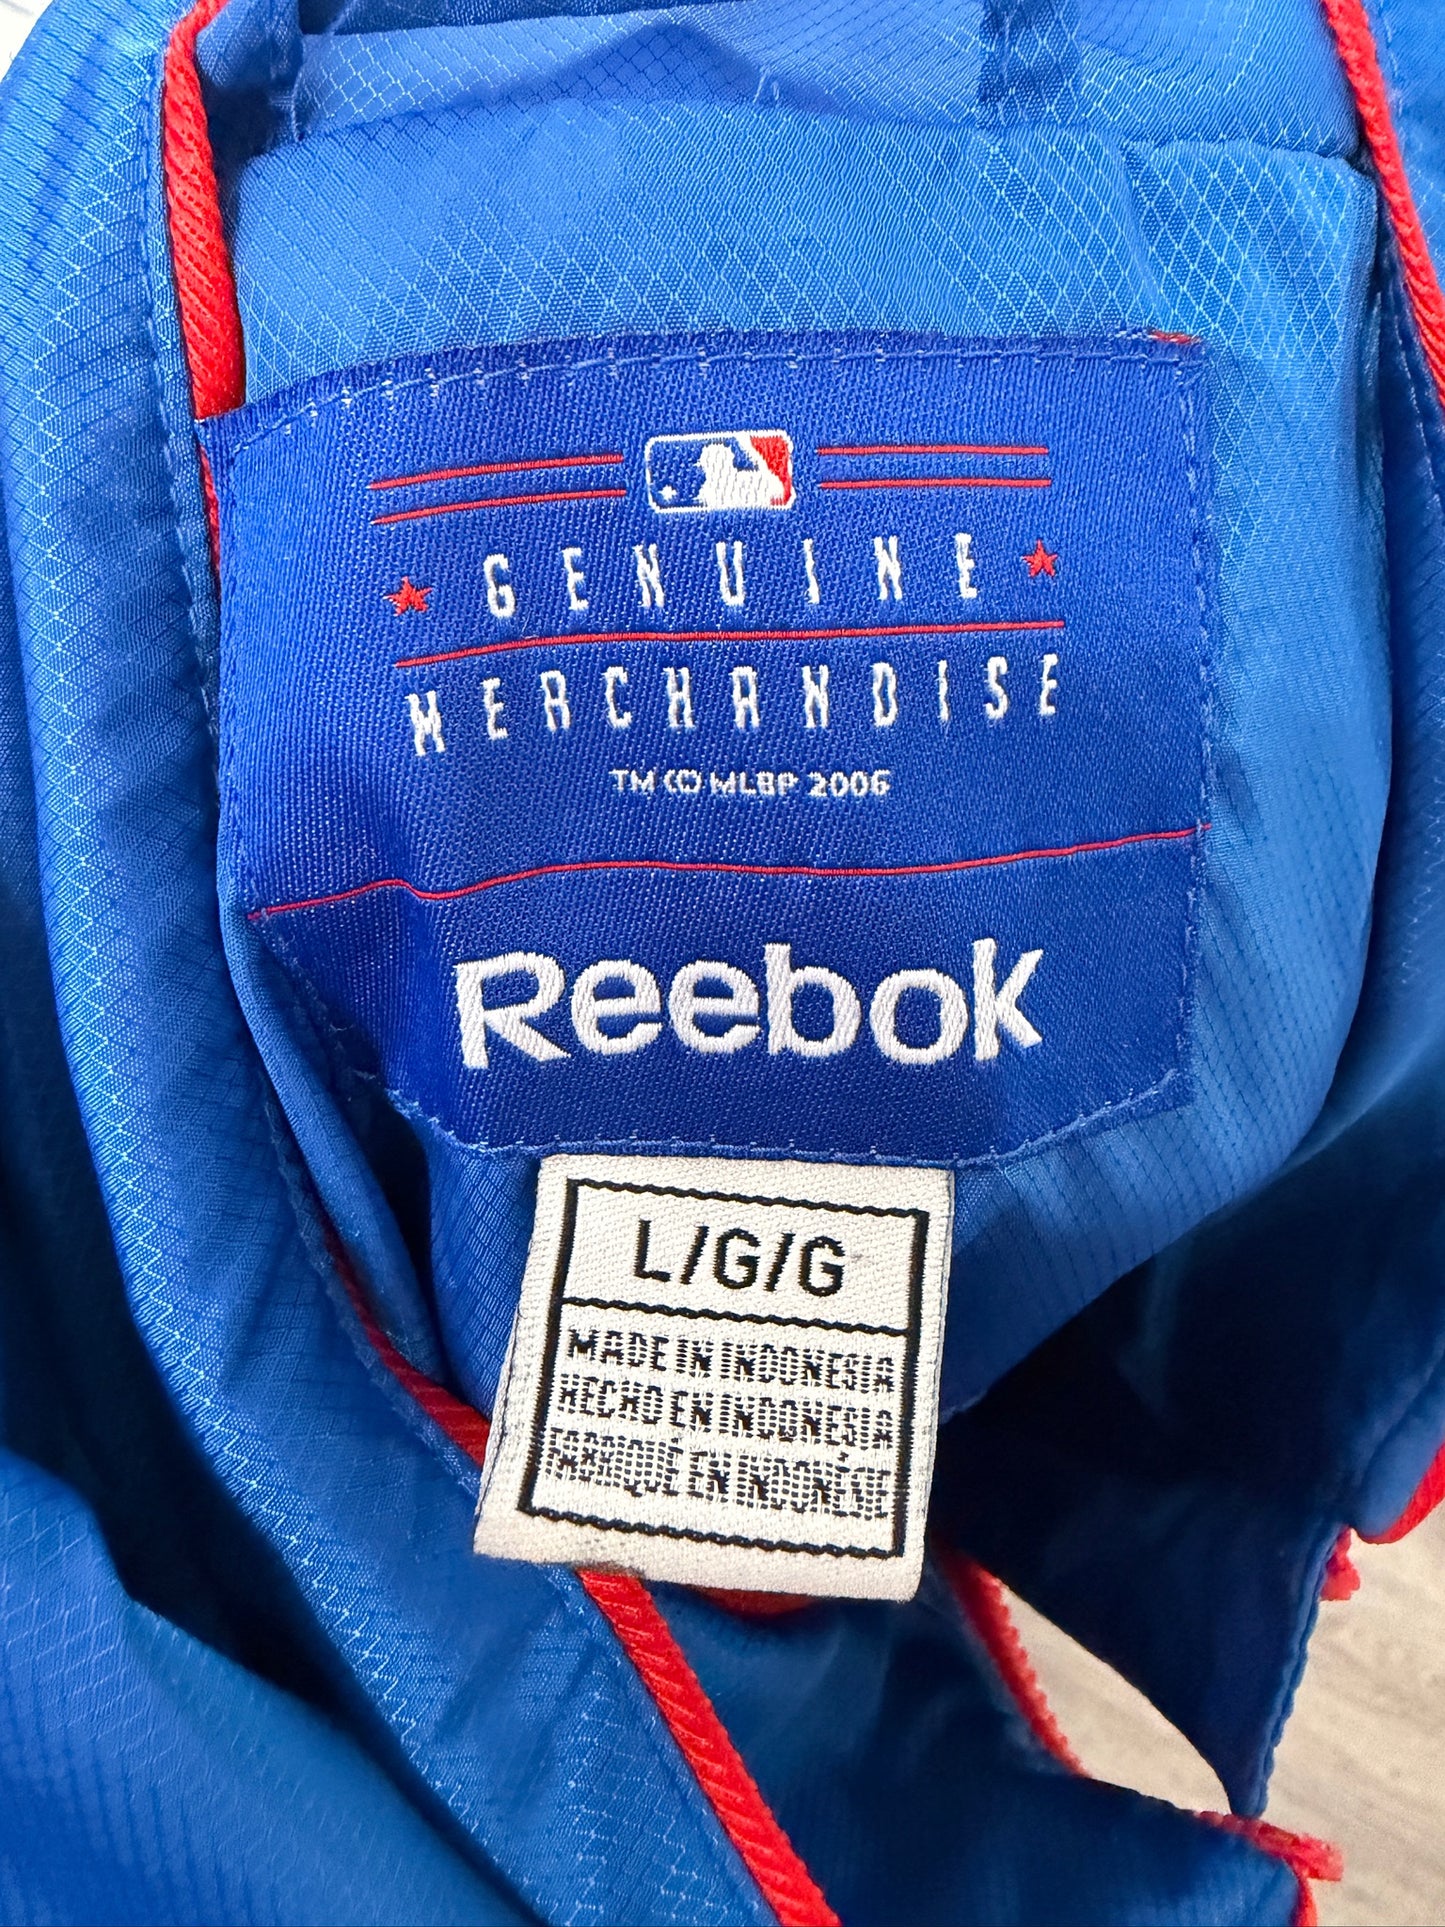 GENUINE
MERCHANDISE
TM © MLBP 2006
Reebok
L/G/G
MADE IN INDONESIA
HECHO EN INDONESIA
FABRIQUÉ EN INDONÉSIE